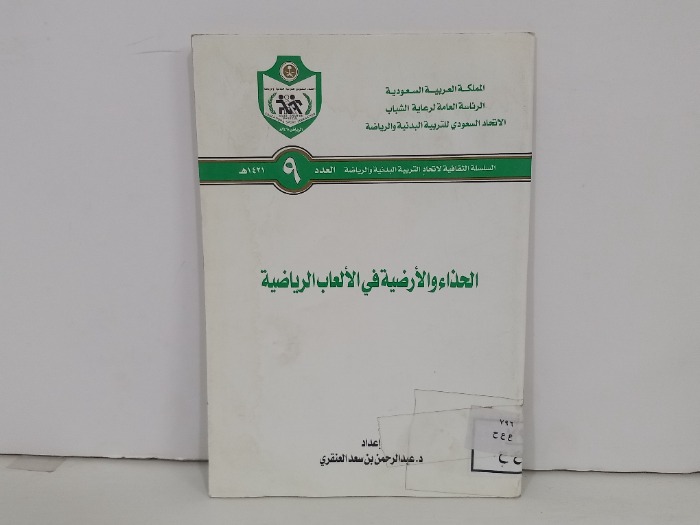 المملكة العربية السعودية
الرئاسة العامة لرعاية الشباب
الاتحاد السعودي للتربية البدنية والرياضة
السلسلة الثقافية لاتحاد التربية البدنية والرياضة العدد ٩ ١٤٢١هـ
الحذاء والأرضية في الألعاب الرياضية
إعداد
د. عبدالرحمن بن سعد العنقري
٧٩٦
ع ع ح